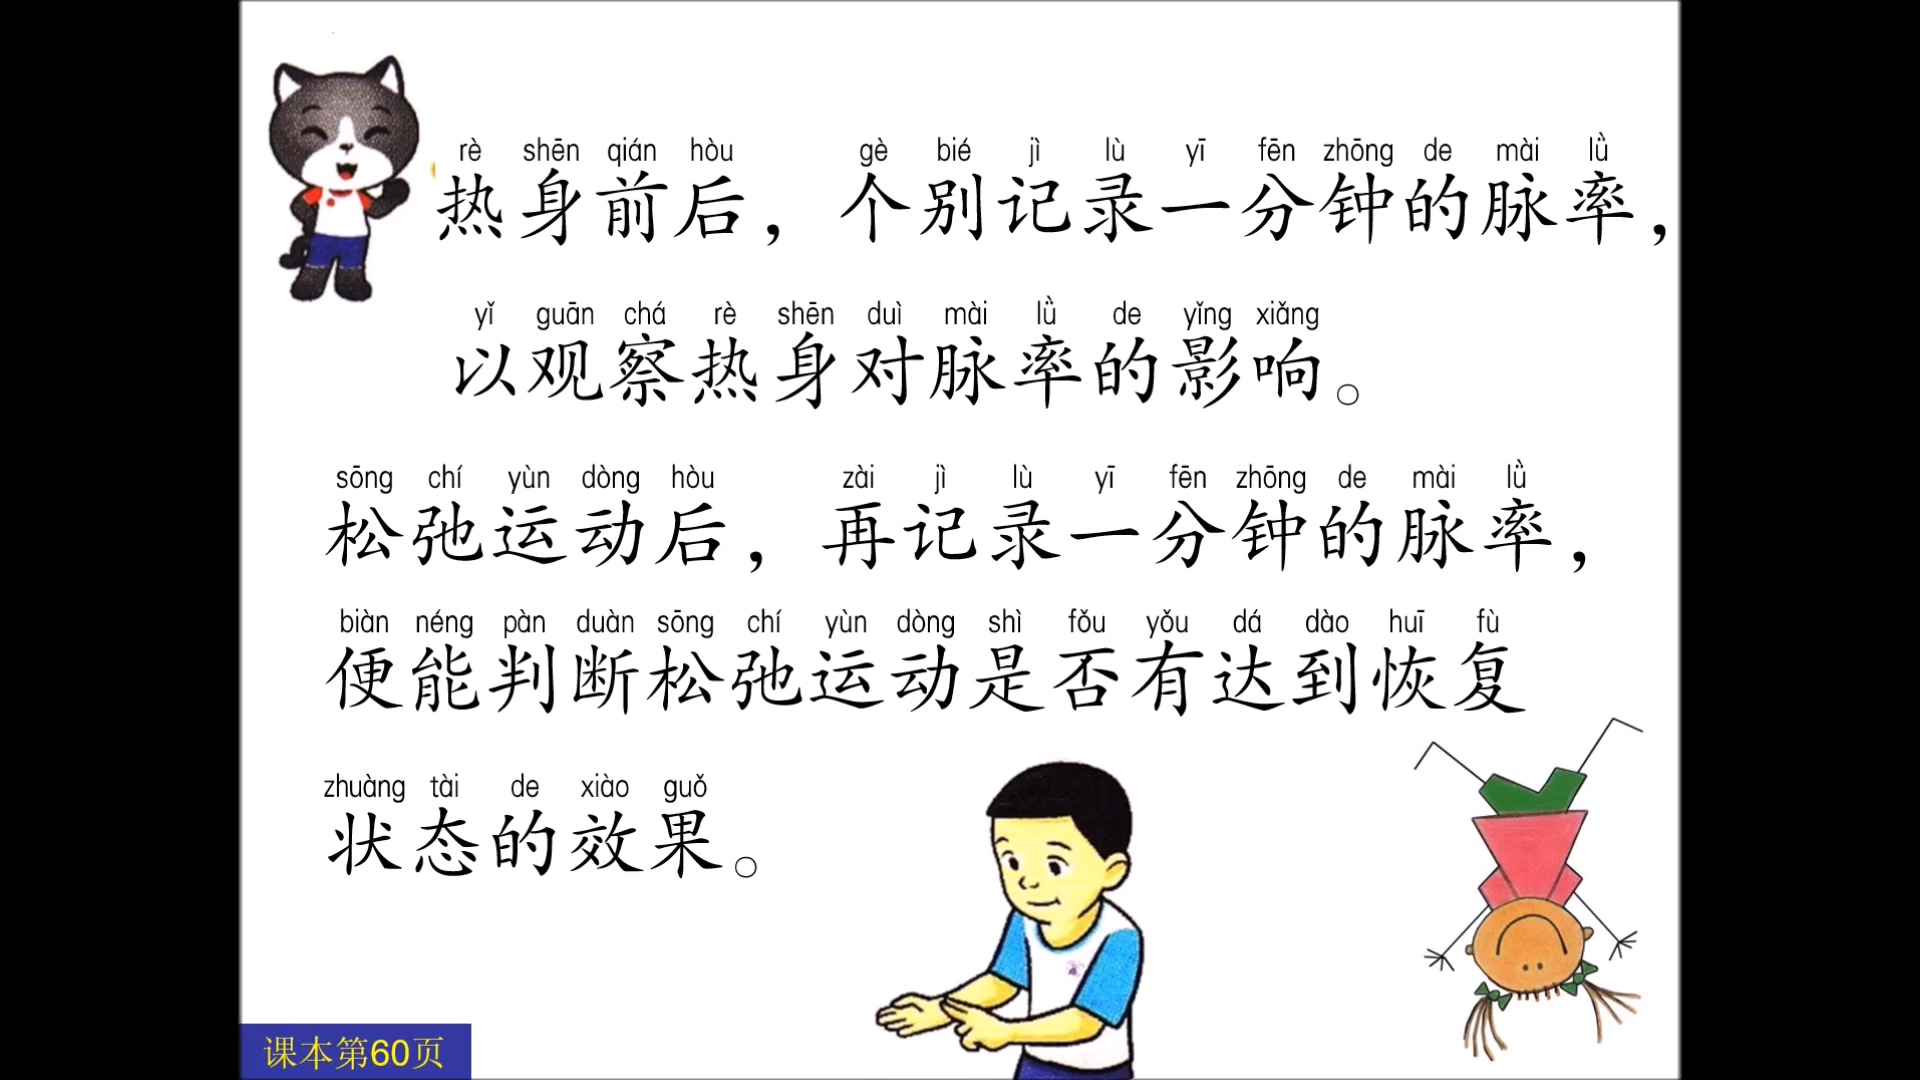 rè shēn qián hòu gè bié jì lù yī fēn zhōng de mài lǜ
热身前后，个别记录一分钟的脉率，
yǐ guān chá rè shēn duì mài lǜ de yǐng xiǎng
以观察热身对脉率的影响。
sōng chí yùn dòng hòu zài jì lù yī fēn zhōng de mài lǜ
松弛运动后，再记录一分钟的脉率，
biàn néng pàn duàn sōng chí yùn dòng shì fǒu yǒu dá dào huī fù
便能判断松弛运动是否有达到恢复
zhuàng tài de xiào guǒ
状态的效果。
课本第60页